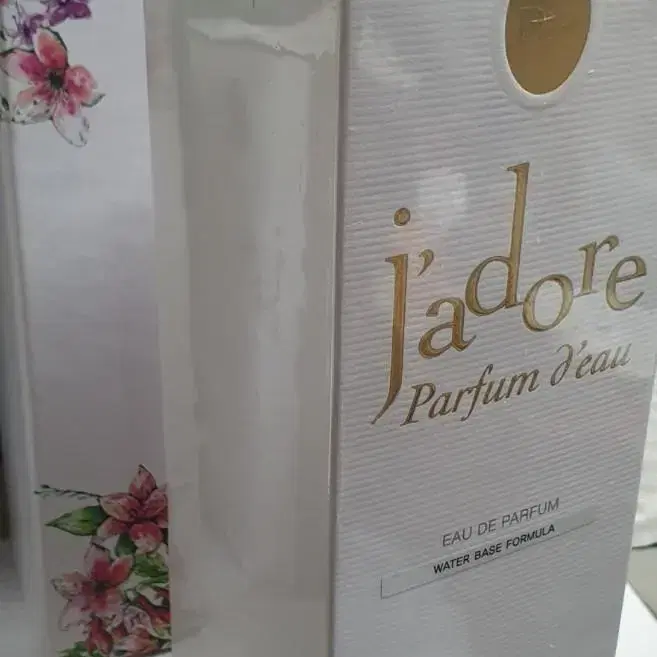 j'adore
Parfum d'eau
EAU DE PARFUM
WATER BASE FORMULA